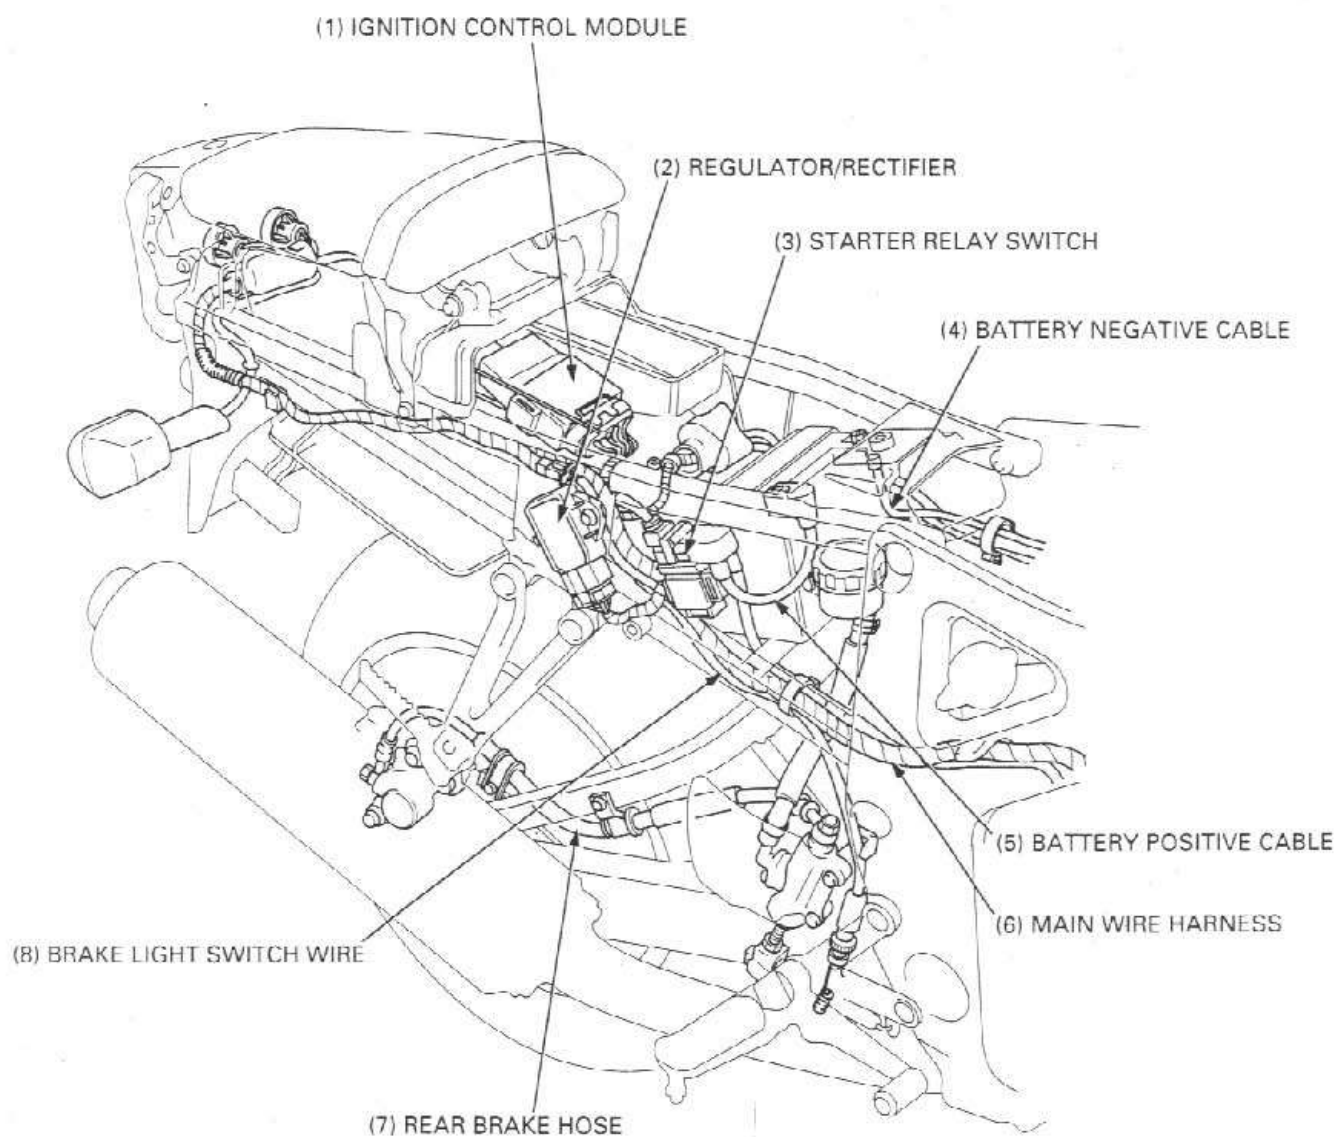 (1) IGNITION CONTROL MODULE
(2) REGULATOR/RECTIFIER
(3) STARTER RELAY SWITCH
(4) BATTERY NEGATIVE CABLE
(5) BATTERY POSITIVE CABLE
(6) MAIN WIRE HARNESS
(8) BRAKE LIGHT SWITCH WIRE
(7) REAR BRAKE HOSE